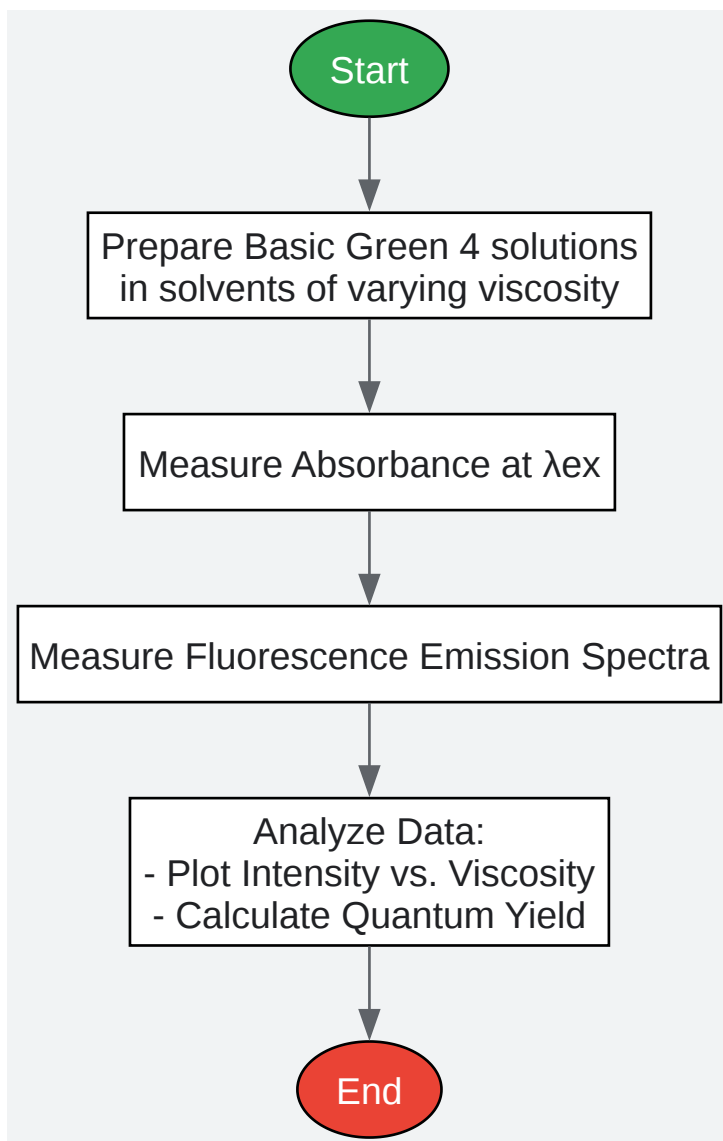 Start
Prepare Basic Green 4 solutions
in solvents of varying viscosity
Measure Absorbance at λex
Measure Fluorescence Emission Spectra
Analyze Data:
- Plot Intensity vs. Viscosity
- Calculate Quantum Yield
End